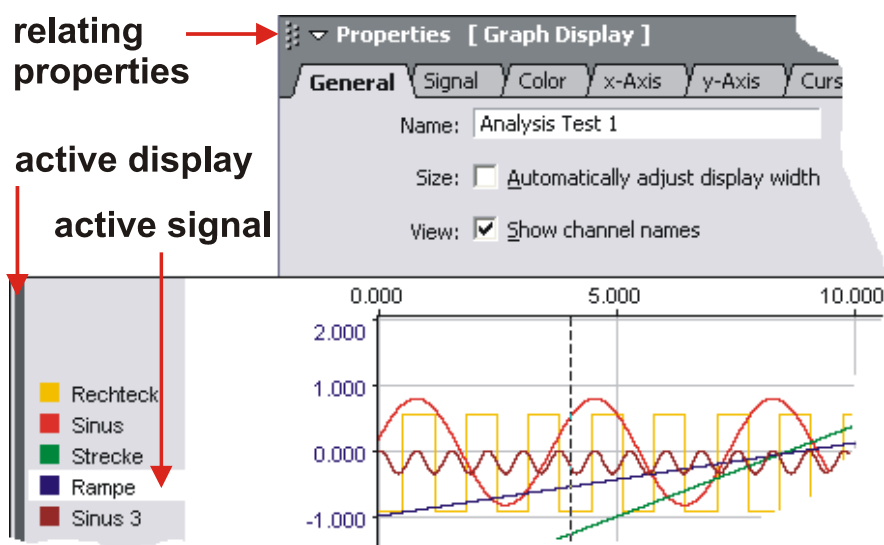 relating
properties
Properties [ Graph Display ]
General Signal Color x-Axis y-Axis Curs
Name: Analysis Test 1
Size: Automatically adjust display width
View: Show channel names
active display
active signal
0.000 5.000 10.000
2.000
1.000
0.000
-1.000
Rechteck
Sinus
Strecke
Rampe
Sinus 3